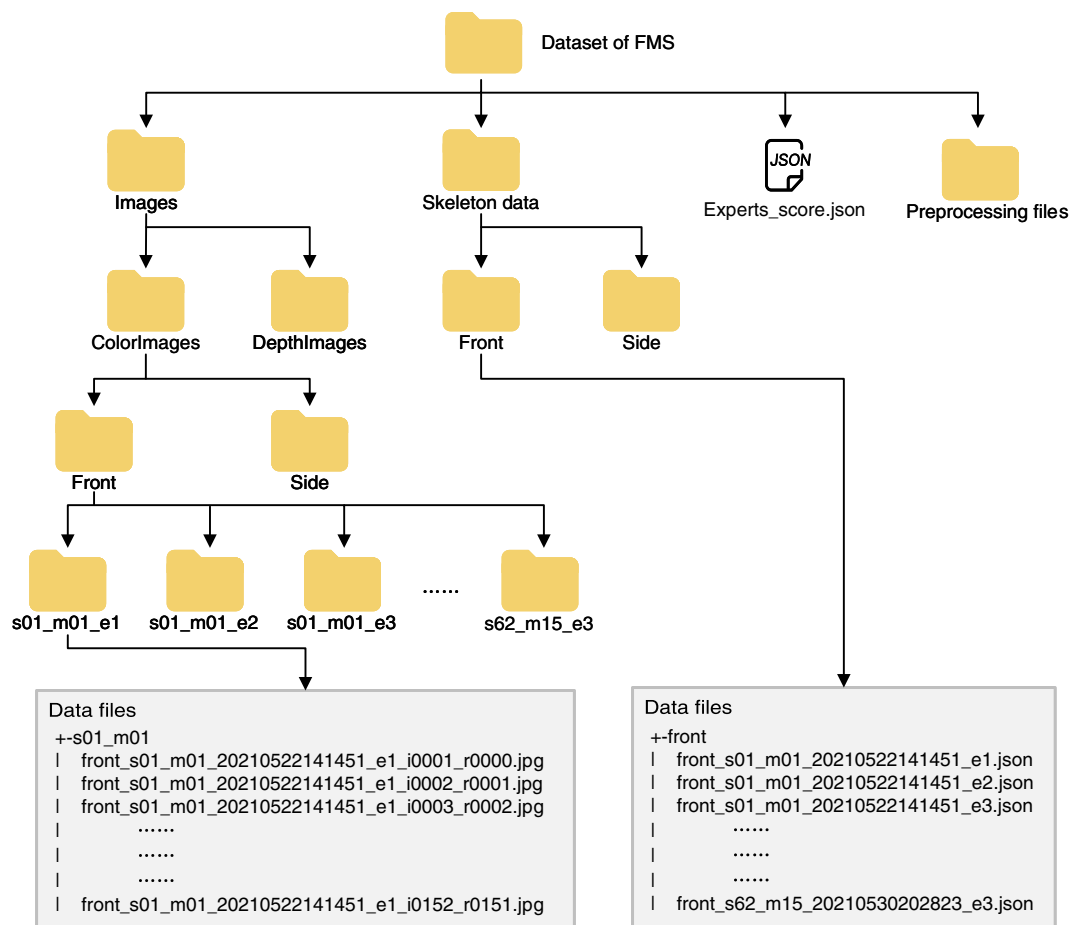 Dataset of FMS
JSON
Images
Skeleton data
Experts_score.json
Preprocessing files
ColorImages
DepthImages
Front
Side
Front
Side
s01_m01_e1
s01_m01_e2
s01_m01_e3
......
s62_m15_e3
Data files
+-s01_m01
| front_s01_m01_20210522141451_e1_i0001_r0000.jpg
| front_s01_m01_20210522141451_e1_i0002_r0001.jpg
| front_s01_m01_20210522141451_e1_i0003_r0002.jpg
| ......
| ......
| ......
| front_s01_m01_20210522141451_e1_i0152_r0151.jpg
Data files
+-front
| front_s01_m01_20210522141451_e1.json
| front_s01_m01_20210522141451_e2.json
| front_s01_m01_20210522141451_e3.json
| ......
| ......
| ......
| front_s62_m15_20210530202823_e3.json